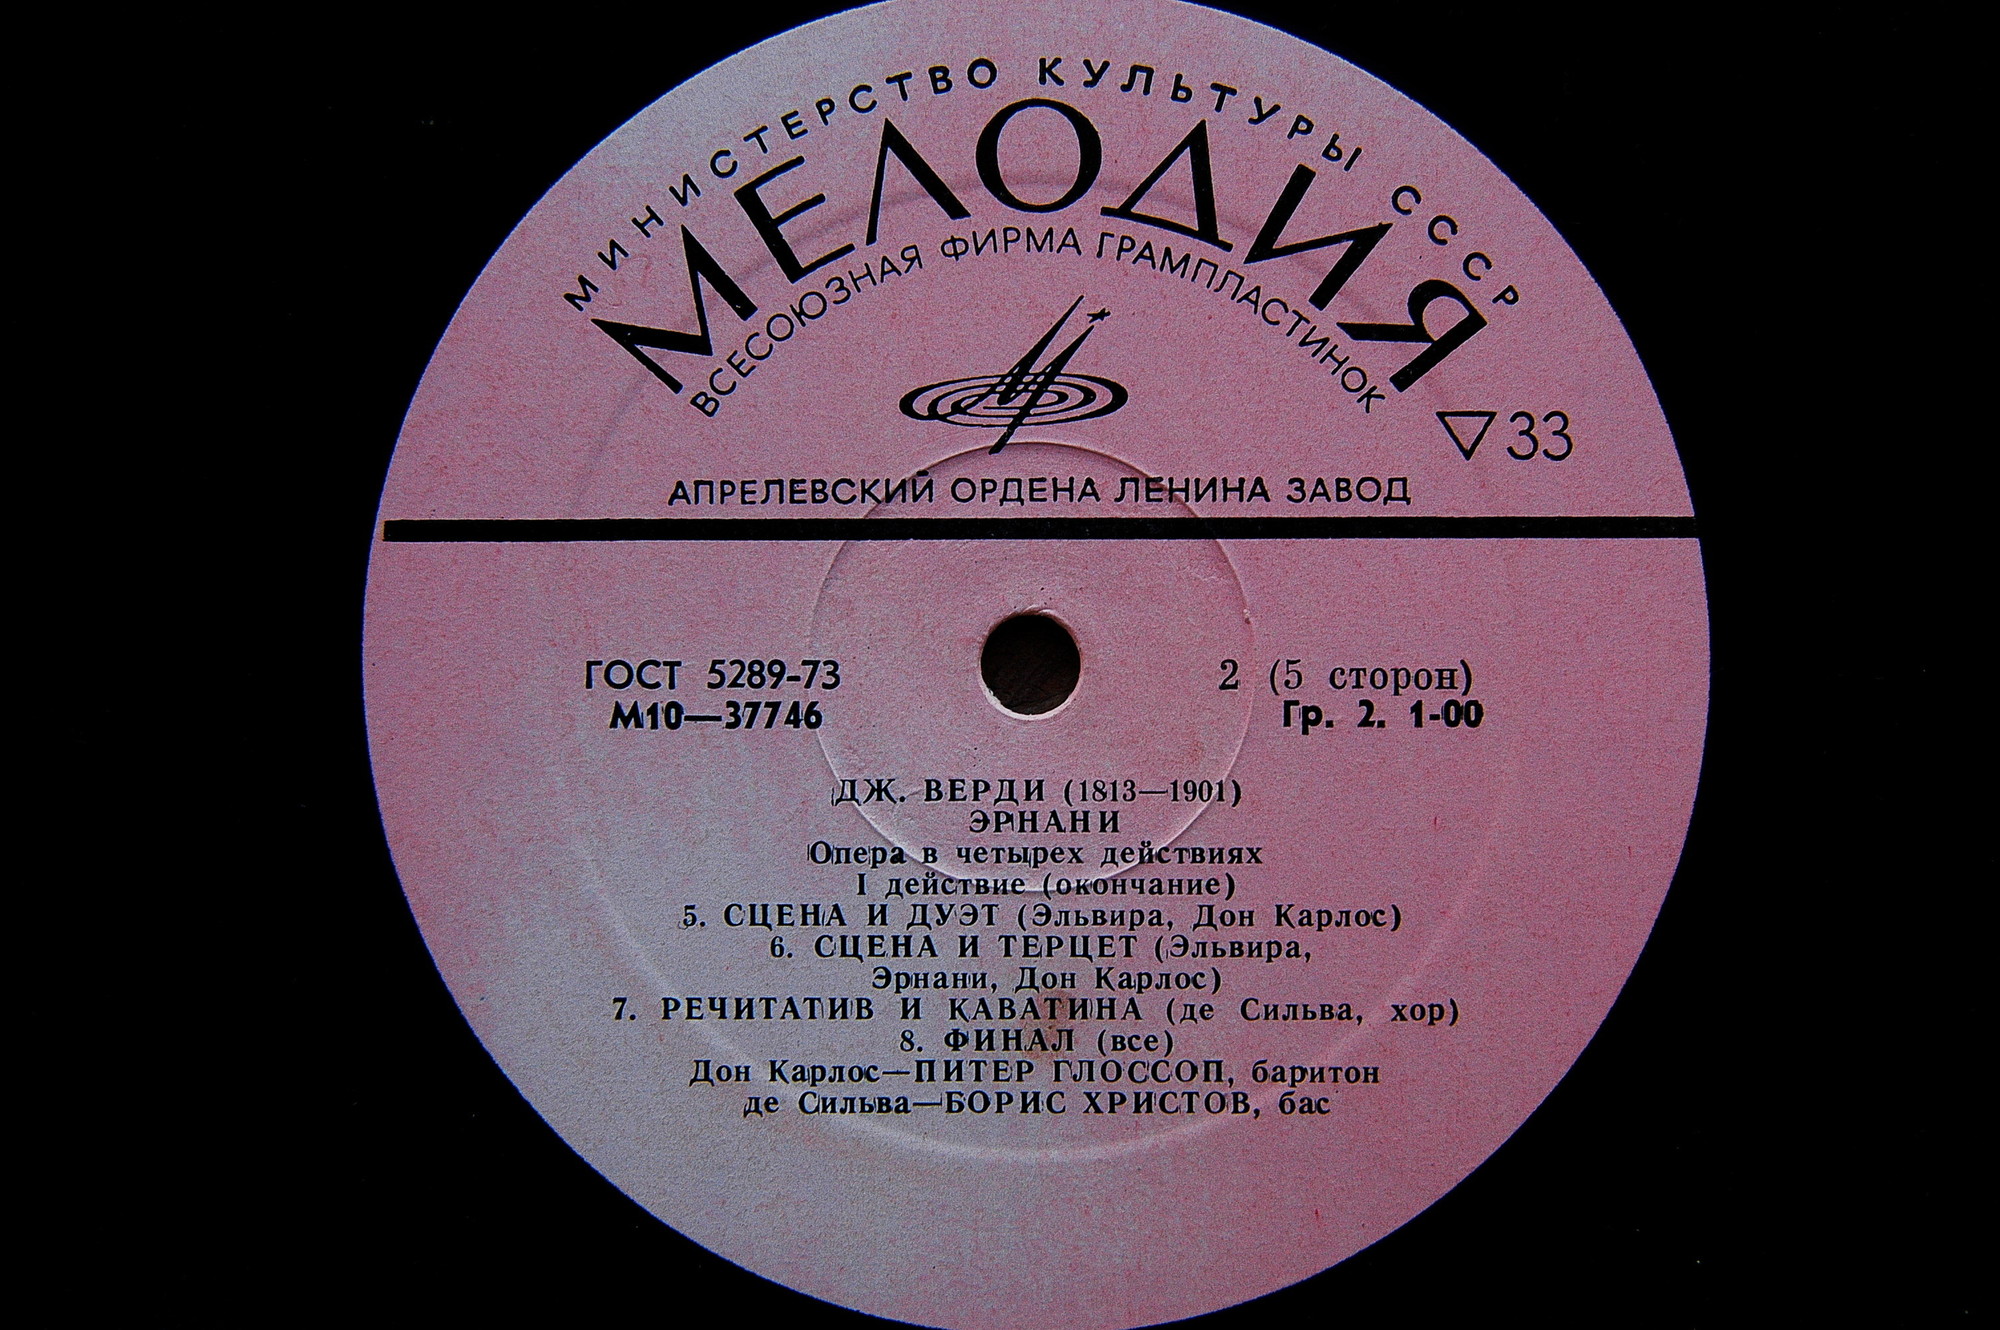 МИНИСТЕРСТВО КУЛЬТУРЫ СССР
МЕЛОДИЯ
ВСЕСОЮЗНАЯ ФИРМА ГРАМПЛАСТИНОК
▽33
АПРЕЛЕВСКИЙ ОРДЕНА ЛЕНИНА ЗАВОД
ГОСТ 5289-73 2 (5 сторон)
М10—37746 Гр. 2. 1-00
ДЖ. ВЕРДИ (1813—1901)
ЭРНАНИ
Опера в четырех действиях
I действие (окончание)
5. СЦЕНА И ДУЭТ (Эльвира, Дон Карлос)
6. СЦЕНА И ТЕРЦЕТ (Эльвира,
Эрнани, Дон Карлос)
7. РЕЧИТАТИВ И КАВАТИНА (де Сильва, хор)
8. ФИНАЛ (все)
Дон Карлос—ПИТЕР ГЛОССОП, баритон
де Сильва—БОРИС ХРИСТОВ, бас